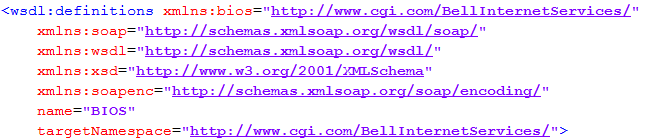 <wsdl:definitions xmlns:bios="http://www.cgi.com/BellInternetServices/"
xmlns:soap="http://schemas.xmlsoap.org/wsdl/soap/"
xmlns:wsdl="http://schemas.xmlsoap.org/wsdl/"
xmlns:xsd="http://www.w3.org/2001/XMLSchema"
xmlns:soapenc="http://schemas.xmlsoap.org/soap/encoding/"
name="BIOS"
targetNamespace="http://www.cgi.com/BellInternetServices/">